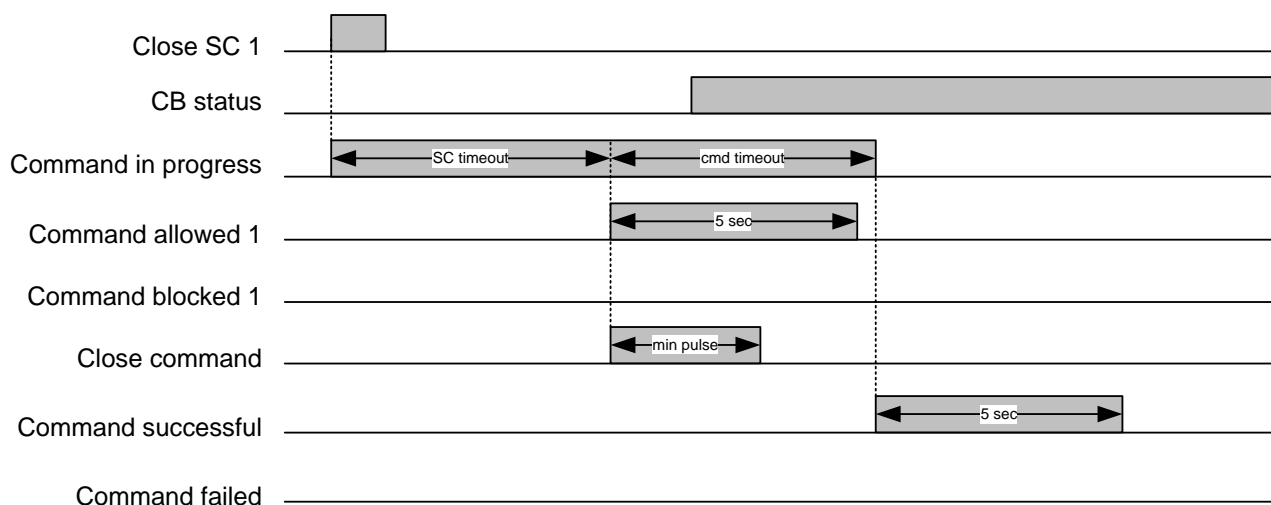 Close SC 1
CB status
Command in progress
SC timeout
cmd timeout
Command allowed 1
5 sec
Command blocked 1
Close command
min pulse
Command successful
5 sec
Command failed